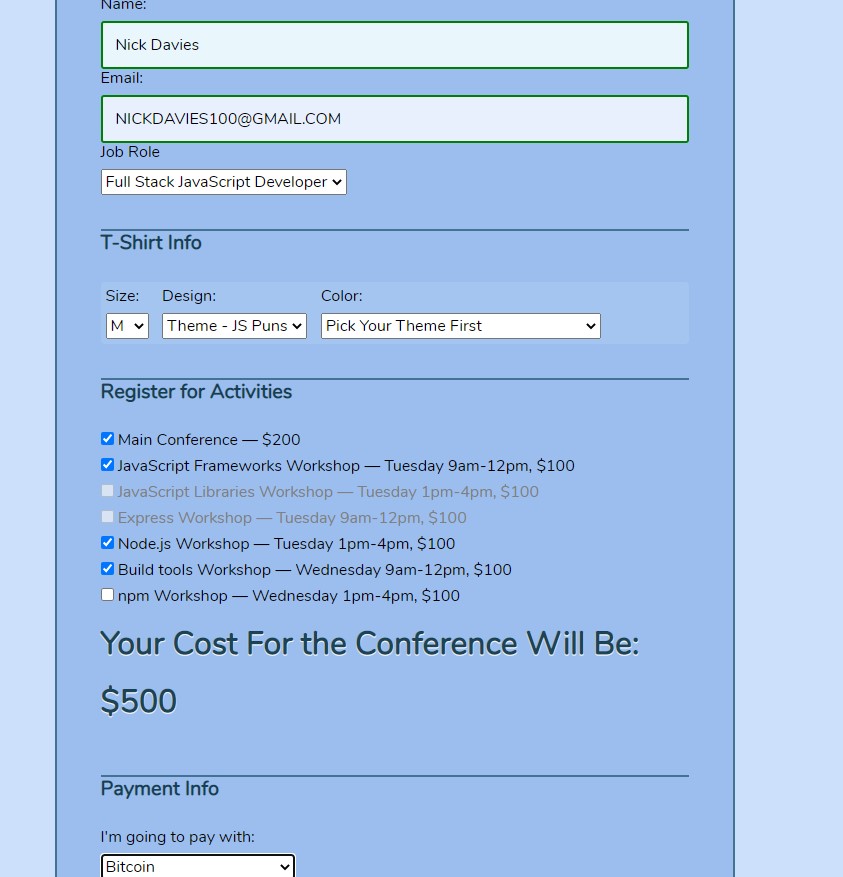 Name:
Nick Davies
Email:
NICKDAVIES100@GMAIL.COM
Job Role
Full Stack JavaScript Developer
T-Shirt Info
Size: Design: Color:
M Theme - JS Puns Pick Your Theme First
Register for Activities
Main Conference — $200
JavaScript Frameworks Workshop — Tuesday 9am-12pm, $100
JavaScript Libraries Workshop — Tuesday 1pm-4pm, $100
Express Workshop — Tuesday 9am-12pm, $100
Node.js Workshop — Tuesday 1pm-4pm, $100
Build tools Workshop — Wednesday 9am-12pm, $100
npm Workshop — Wednesday 1pm-4pm, $100
Your Cost For the Conference Will Be:
$500
Payment Info
I'm going to pay with:
Bitcoin